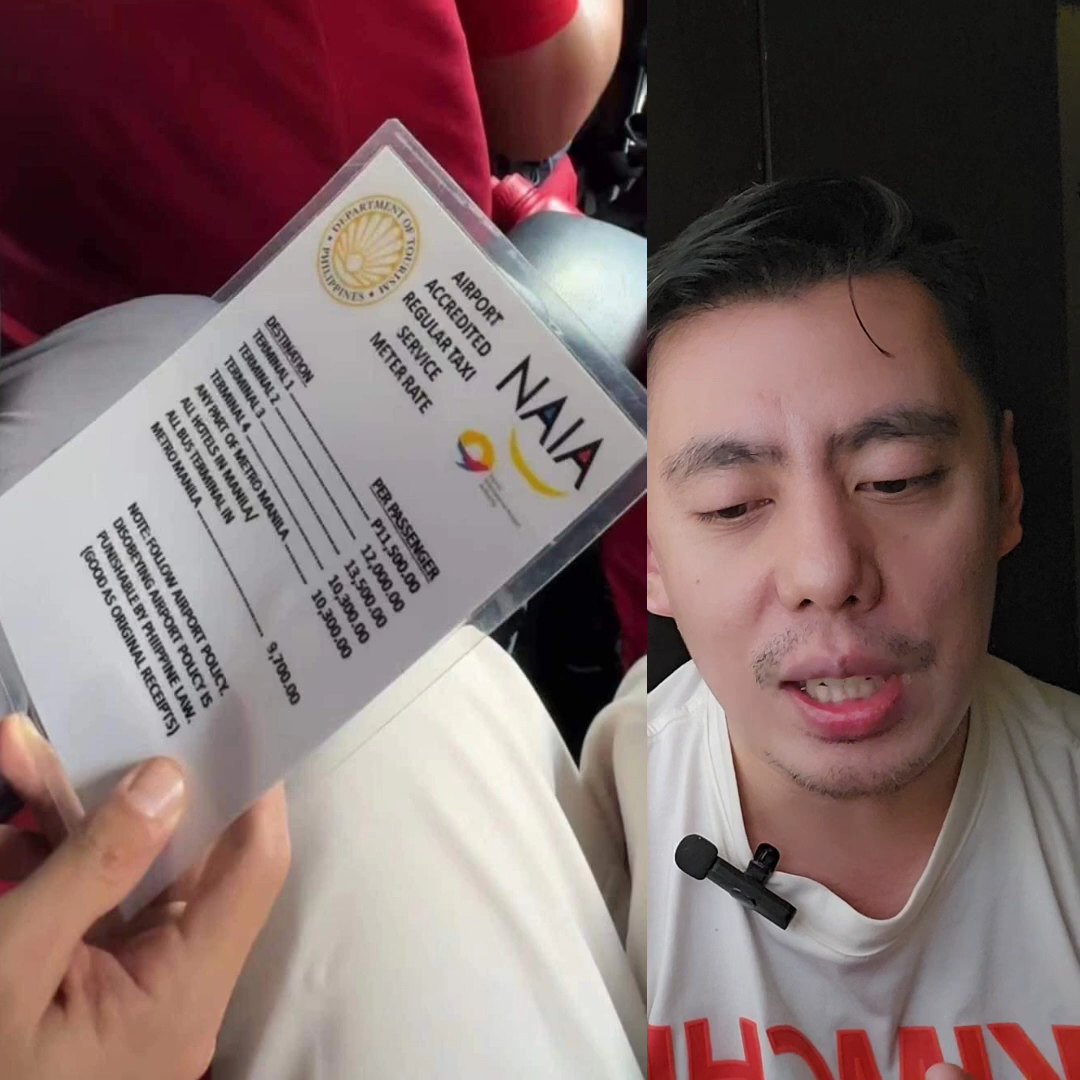 DEPARTMENT OF TOURISM
PHILIPPINES
AIRPORT
ACCREDITED
REGULAR TAXI
SERVICE
METER RATE
NAIA
DESTINATION PER PASSENGER
TERMINAL 1 P11,500.00
TERMINAL 2 12,000.00
TERMINAL 3 13,500.00
TERMINAL 4 10,300.00
ANY PART OF METRO MANILA 10,300.00
ALL HOTELS IN MANILA/
ALL BUS TERMINAL IN
METRO MANILA 9,700.00
NOTE: FOLLOW AIRPORT POLICY.
DISOBEYING AIRPORT POLICY IS
PUNISHABLE BY PHIIPPINE LAW.
(GOOD AS ORIGINAL RECEIPTS)